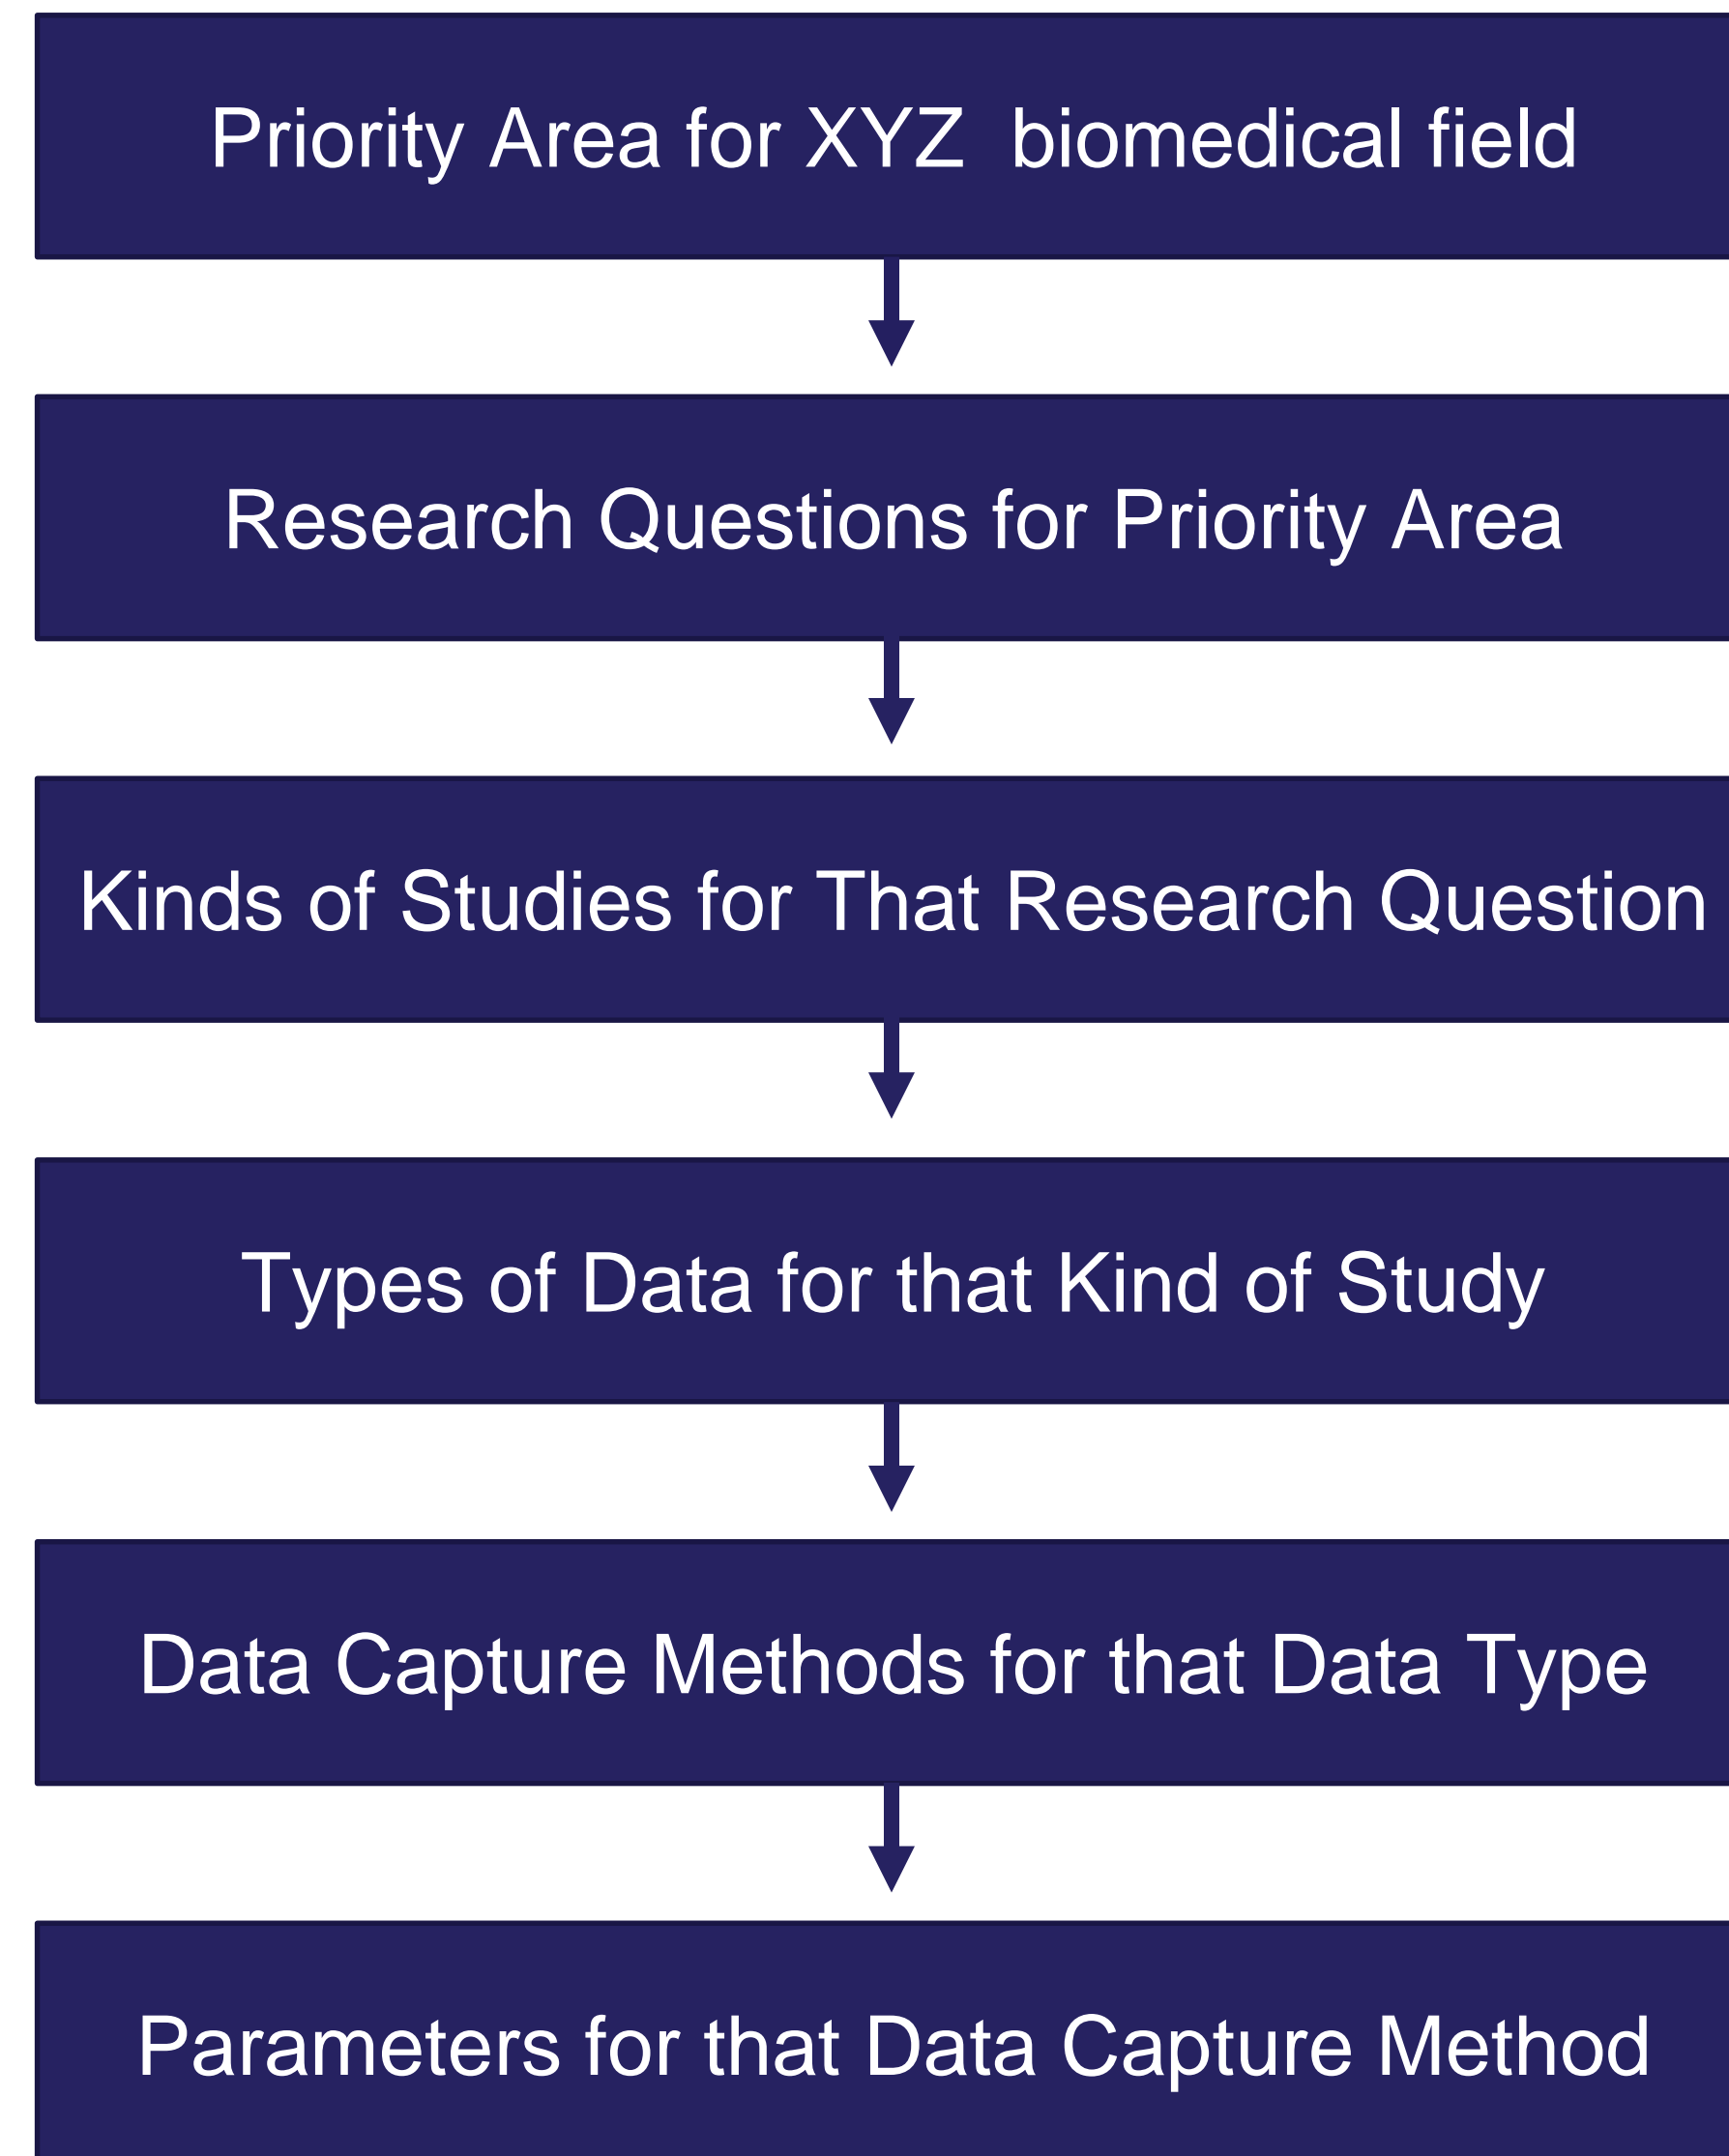 Priority Area for XYZ  biomedical field
Research Questions for Priority Area
Kinds of Studies for That Research Question
Types of Data for that Kind of Study
Data Capture Methods for that Data Type
Parameters for that Data Capture Method